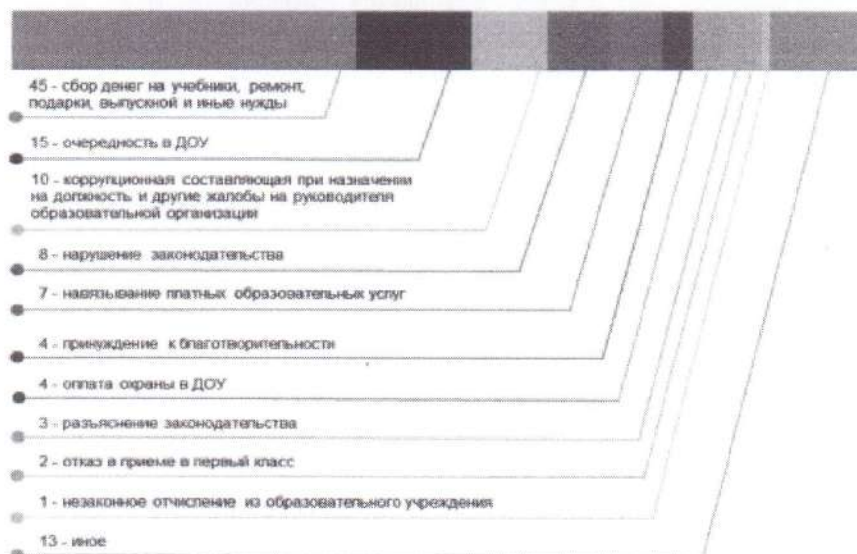 45 - сбор денег на учебники, ремонт,
подарки, выпускной и иные нужды
15 - очередность в ДОУ
10 - коррупционная составляющая при назначении
на должность и другие жалобы на руководителя
образовательной организации
8 - нарушение законодательства
7 - навязывание платных образовательных услуг
4 - принуждение к благотворительности
4 - оплата охраны в ДОУ
3 - разъяснение законодательства
2 - отказ в приеме в первый класс
1 - незаконное отчисление из образовательного учреждения
13 - иное